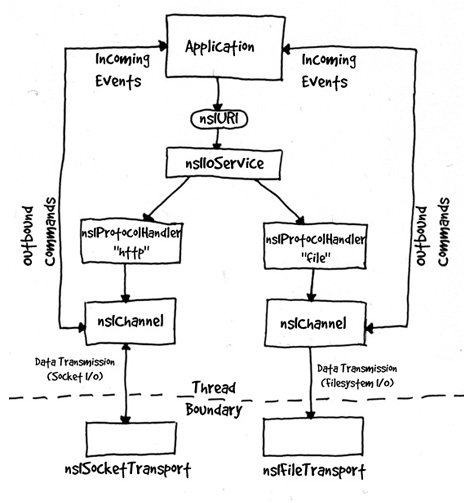 Application
Incoming
Events
Incoming
Events
nsIURI
nsIIoService
Outbound
Commands
nsIProtocolHandler
"http"
nsIProtocolHandler
"file"
Outbound
Commands
nsIChannel
nsIChannel
Data Transmission
(Socket I/O)
Data Transmission
(Filesystem I/O)
Thread
Boundary
nsISocketTransport
nsIFileTransport